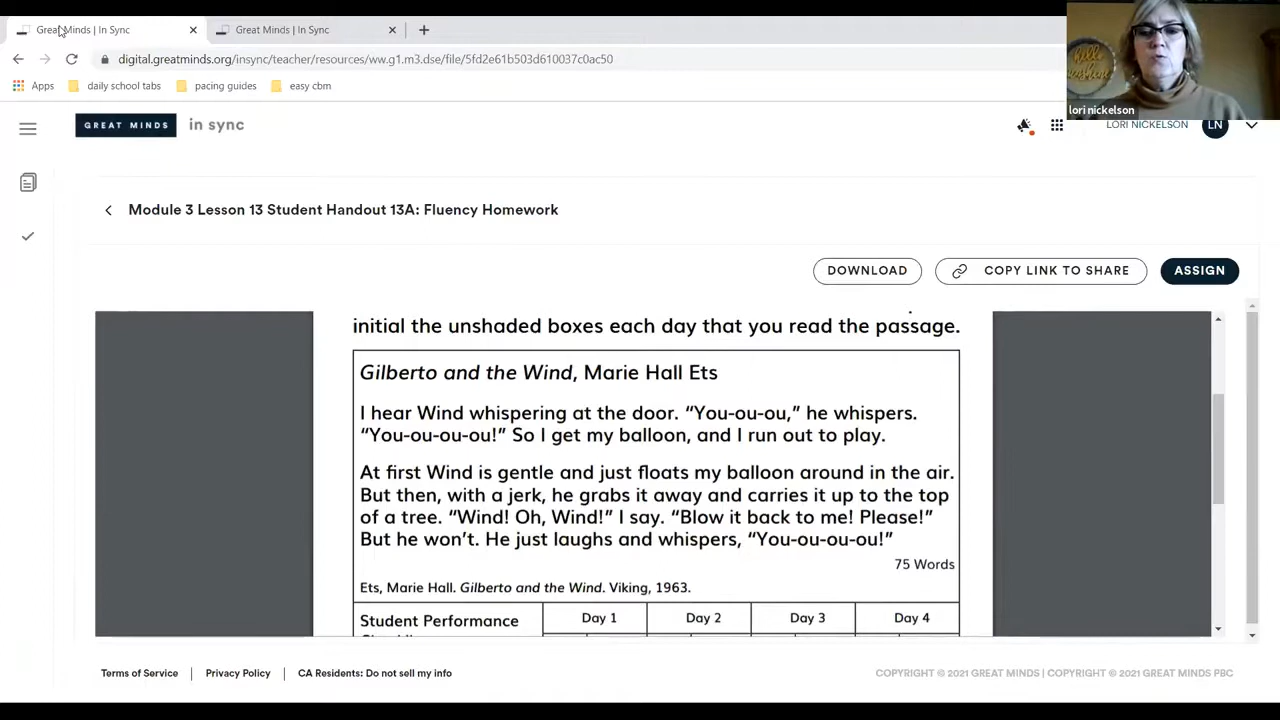 Great Minds | In Sync
Great Minds | In Sync
digital.greatminds.org/insync/teacher/resources/ww.g1.m3.dse/file/5fd2e61b503d610037c0ac50
Apps daily school tabs pacing guides easy cbm
lori nickelson
GREAT MINDS in sync
LORI NICKELSON LN
Module 3 Lesson 13 Student Handout 13A: Fluency Homework
DOWNLOAD COPY LINK TO SHARE ASSIGN
initial the unshaded boxes each day that you read the passage.
Gilberto and the Wind, Marie Hall Ets
I hear Wind whispering at the door. “You-ou-ou,” he whispers.
“You-ou-ou-ou!” So I get my balloon, and I run out to play.
At first Wind is gentle and just floats my balloon around in the air.
But then, with a jerk, he grabs it away and carries it up to the top
of a tree. “Wind! Oh, Wind!” I say. “Blow it back to me! Please!”
But he won’t. He just laughs and whispers, “You-ou-ou-ou!”
75 Words
Ets, Marie Hall. Gilberto and the Wind. Viking, 1963.
Student Performance Day 1 Day 2 Day 3 Day 4
Terms of Service | Privacy Policy | CA Residents: Do not sell my info
COPYRIGHT © 2021 GREAT MINDS | COPYRIGHT © 2021 GREAT MINDS PBC